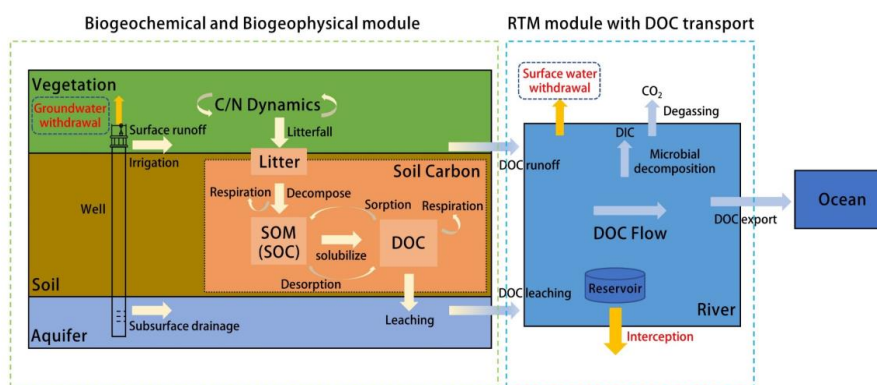 Biogeochemical and Biogeophysical module
RTM module with DOC transport
Vegetation
Groundwater
withdrawal
Surface runoff
Irrigation
C/N Dynamics
Litterfall
Litter
Soil Carbon
Respiration
Decompose
Sorption
Respiration
Well
SOM
(SOC)
solubilize
DOC
Desorption
Soil
Aquifer
Subsurface drainage
Leaching
DOC runoff
DOC leaching
Surface water
withdrawal
CO2
Degassing
DIC
Microbial
decomposition
DOC Flow
DOC export
Reservoir
River
Interception
Ocean